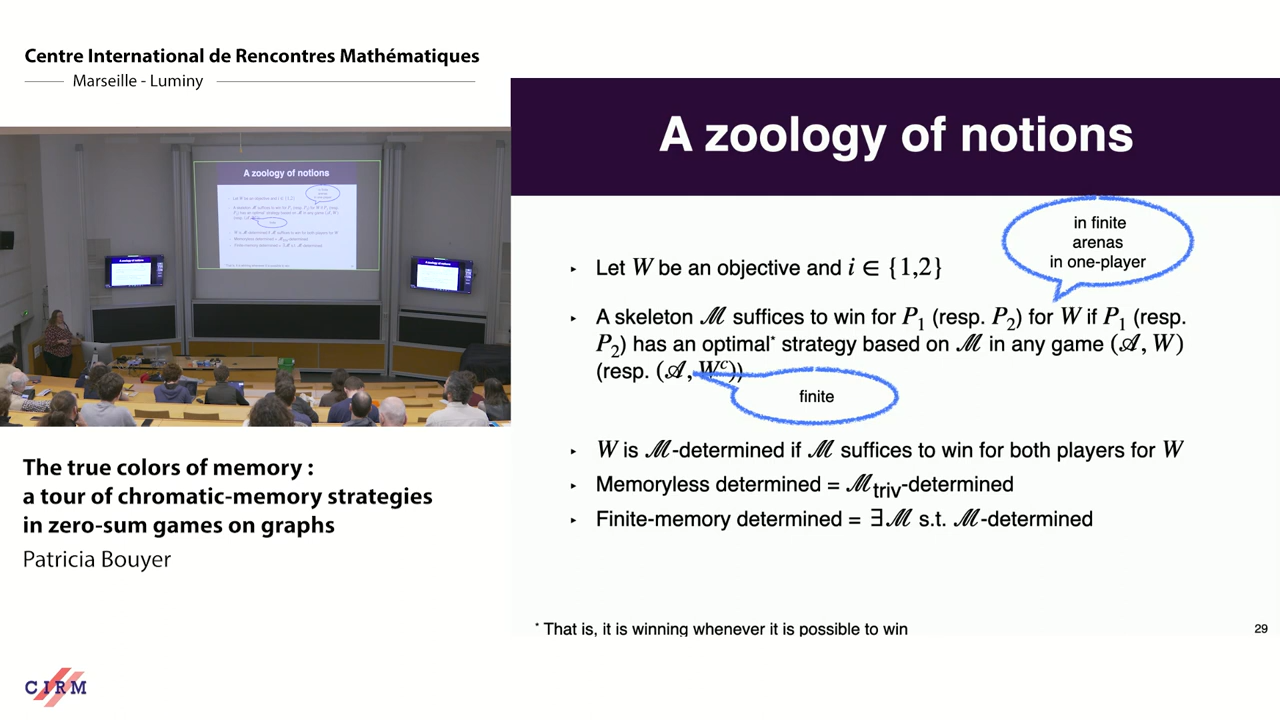 Centre International de Rencontres Mathématiques
Marseille - Luminy
A zoology of notions
in finite
arenas
in one-player
‣ Let W be an objective and i ∈ {1,2}
‣ A skeleton ℳ suffices to win for P₁ (resp. P₂) for W if P₁ (resp.
P₂) has an optimal* strategy based on ℳ in any game (𝒜, W)
(resp. (𝒜, Wᶜ))
finite
‣ W is ℳ-determined if ℳ suffices to win for both players for W
‣ Memoryless determined = ℳtriv-determined
‣ Finite-memory determined = ∃ℳ s.t. ℳ-determined
* That is, it is winning whenever it is possible to win
29
A zoology of notions
The true colors of memory :
a tour of chromatic-memory strategies
in zero-sum games on graphs
Patricia Bouyer
CIRM